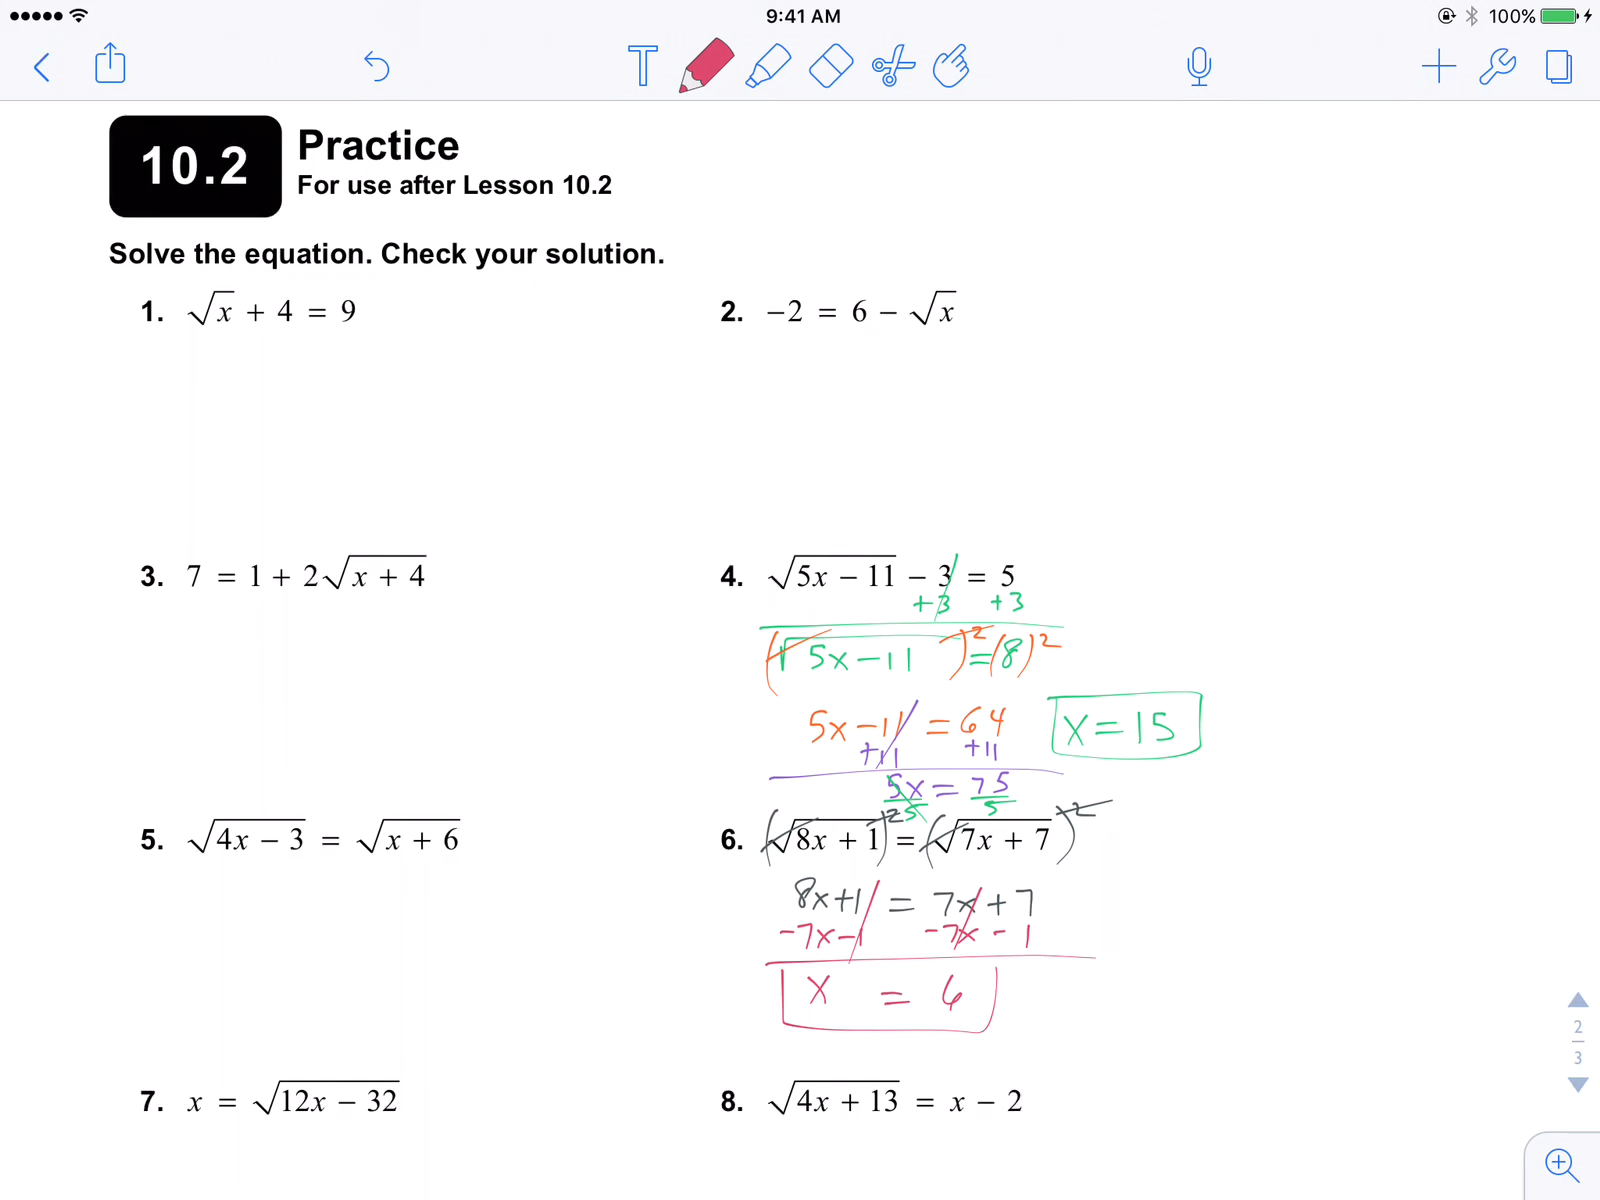 9:41 AM
100%
T
10.2
Practice
For use after Lesson 10.2
Solve the equation. Check your solution.
1. √x + 4 = 9
2. −2 = 6 − √x
3. 7 = 1 + 2√(x + 4)
4. √(5x − 11) − 3 = 5
+3 +3
(√5x−11)² = (8)²
5x−11 = 64
+11 +11
5x = 75
5 5
x = 15
5. √(4x − 3) = √(x + 6)
6. (√(8x + 1))² = (√(7x + 7))²
8x+1 = 7x+7
-7x-1 -7x-1
x = 6
7. x = √(12x − 32)
8. √(4x + 13) = x − 2
2
3